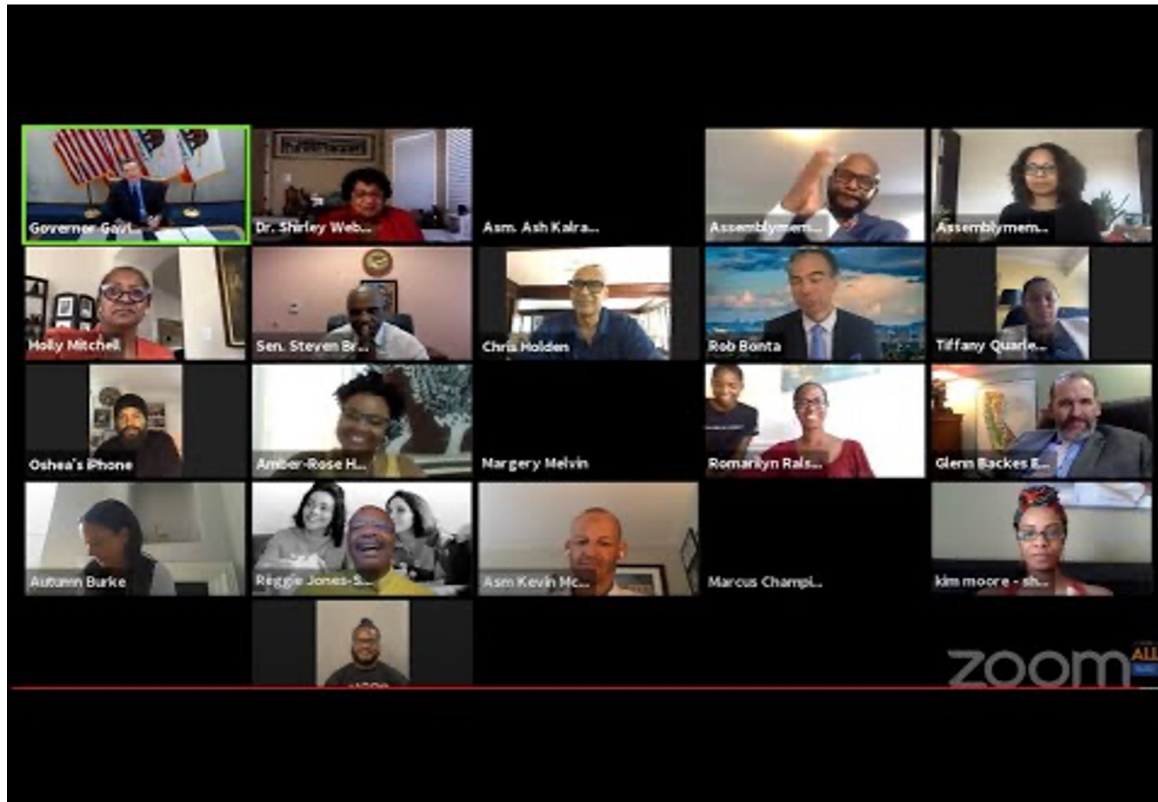 Governor Gavi...
Dr. Shirley Web...
Asm. Ash Kalra...
Assemblymem...
Assemblymem...
Holly Mitchell
Sen. Steven Br...
Chris Holden
Rob Bonta
Tiffany Quarle...
Oshea's iPhone
Amber-Rose H...
Margery Melvin
Romarilyn Rals...
Glenn Backes E...
Autumn Burke
Reggie Jones-S...
Asm Kevin Mc...
Marcus Champi...
kim moore - sh...
zoom
ALL